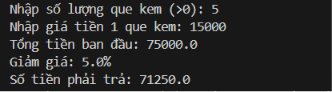 Nhập số lượng que kem (>0): 5
Nhập giá tiền 1 que kem: 15000
Tổng tiền ban đầu: 75000.0
Giảm giá: 5.0%
Số tiền phải trả: 71250.0